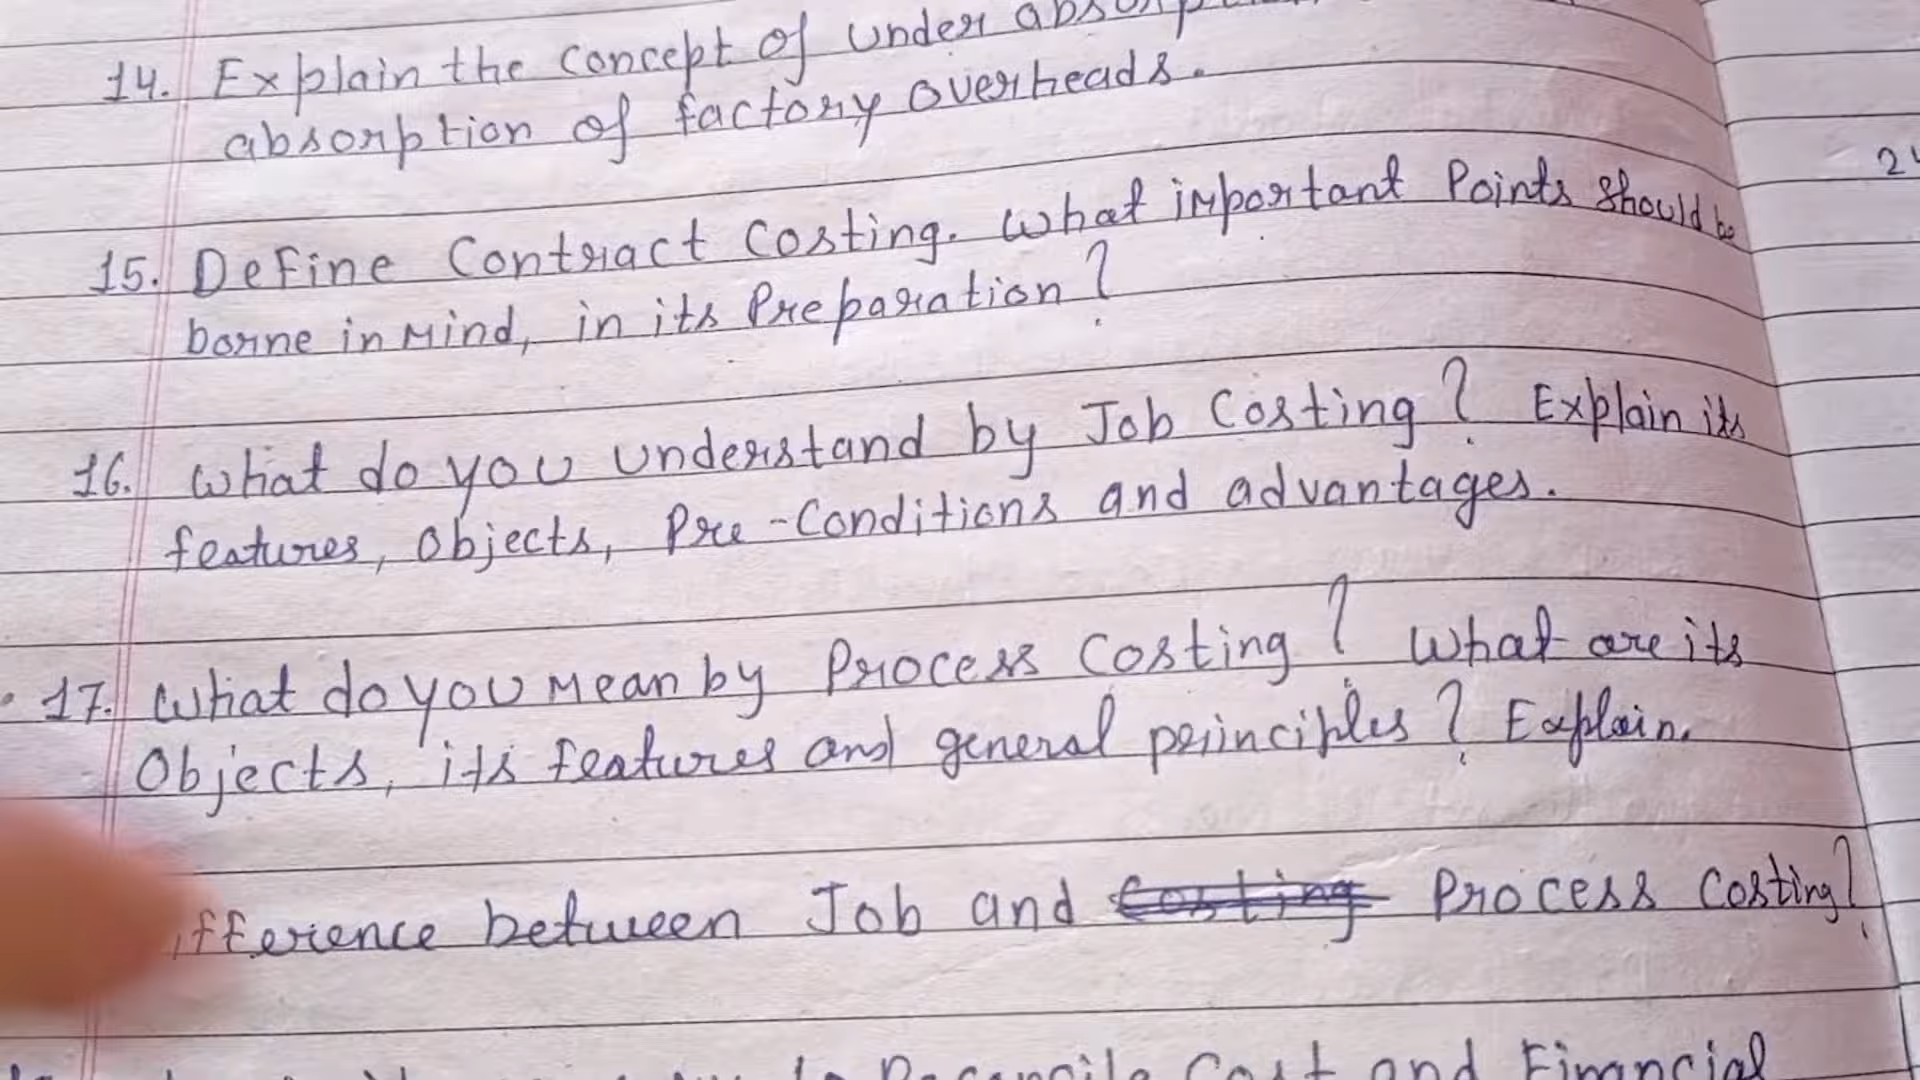 14. Explain the concept of under
absorption of factory overheads.
15. Define Contract Costing. What important Points should be
borne in Mind, in its Preparation?
16. What do you understand by Job Costing? Explain its
features, Objects, Pre-Conditions and advantages.
17. What do you Mean by Process Costing? What are its
Objects, its features and general principles? Explain.
fference between Job and Costing Process Costing?
Cost and Financial